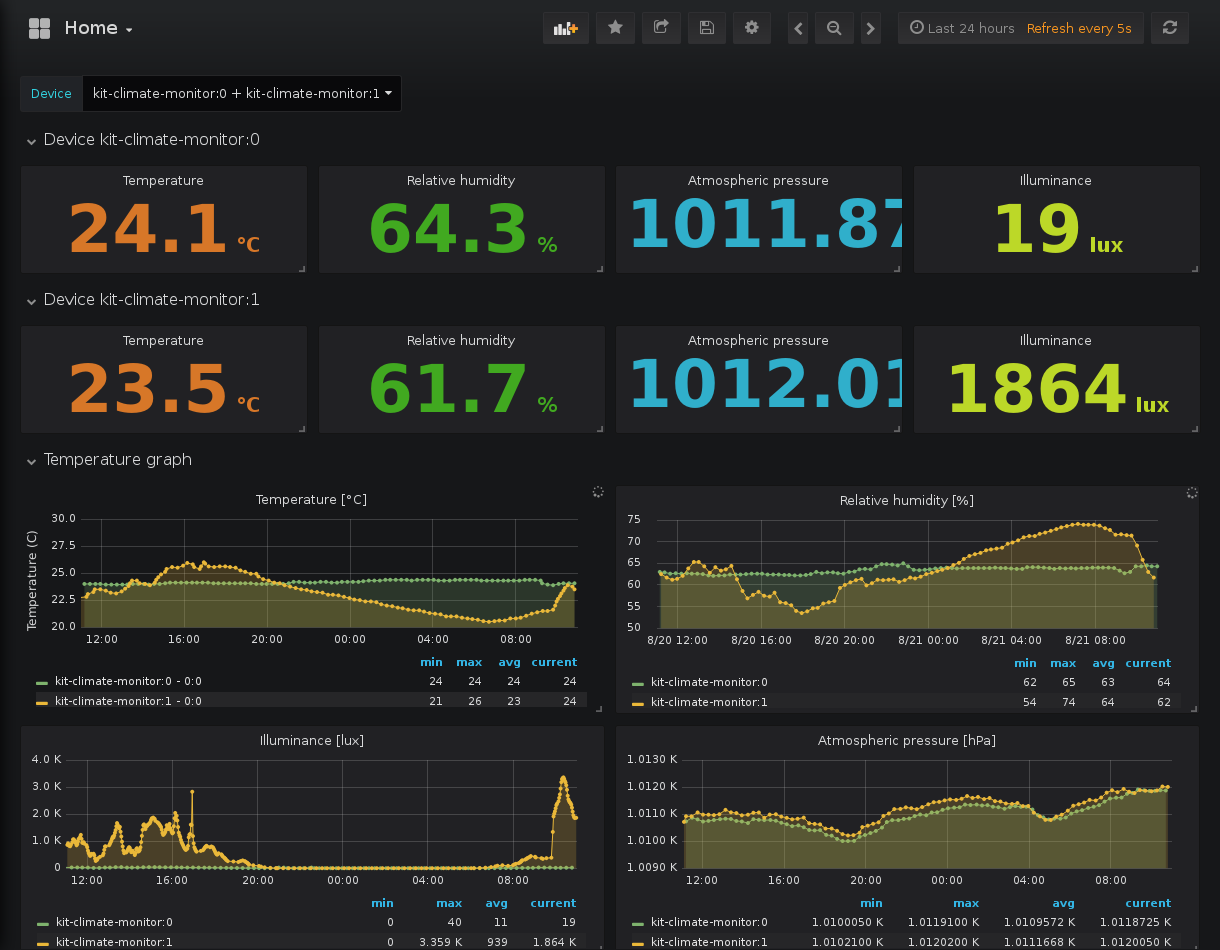 Home
Last 24 hours Refresh every 5s
Device kit-climate-monitor:0 + kit-climate-monitor:1
Device kit-climate-monitor:0
Temperature Relative humidity Atmospheric pressure Illuminance
24.1 °C 64.3 % 1011.87 19 lux
Device kit-climate-monitor:1
Temperature Relative humidity Atmospheric pressure Illuminance
23.5 °C 61.7 % 1012.01 1864 lux
Temperature graph
Temperature [°C]
Temperature (C)
30.0
27.5
25.0
22.5
20.0
12:00 16:00 20:00 00:00 04:00 08:00
min max avg current
kit-climate-monitor:0 - 0:0 24 24 24 24
kit-climate-monitor:1 - 0:0 21 26 23 24
Relative humidity [%]
75
70
65
60
55
50
8/20 12:00 8/20 16:00 8/20 20:00 8/21 00:00 8/21 04:00 8/21 08:00
min max avg current
kit-climate-monitor:0 62 65 63 64
kit-climate-monitor:1 54 74 64 62
Illuminance [lux]
4.0 K
3.0 K
2.0 K
1.0 K
0
12:00 16:00 20:00 00:00 04:00 08:00
min max avg current
kit-climate-monitor:0 0 40 11 19
kit-climate-monitor:1 0 3.359 K 939 1.864 K
Atmospheric pressure [hPa]
1.0130 K
1.0120 K
1.0110 K
1.0100 K
1.0090 K
12:00 16:00 20:00 00:00 04:00 08:00
min max avg current
kit-climate-monitor:0 1.0100050 K 1.0119100 K 1.0109572 K 1.0118725 K
kit-climate-monitor:1 1.0102100 K 1.0120200 K 1.0111668 K 1.0120050 K